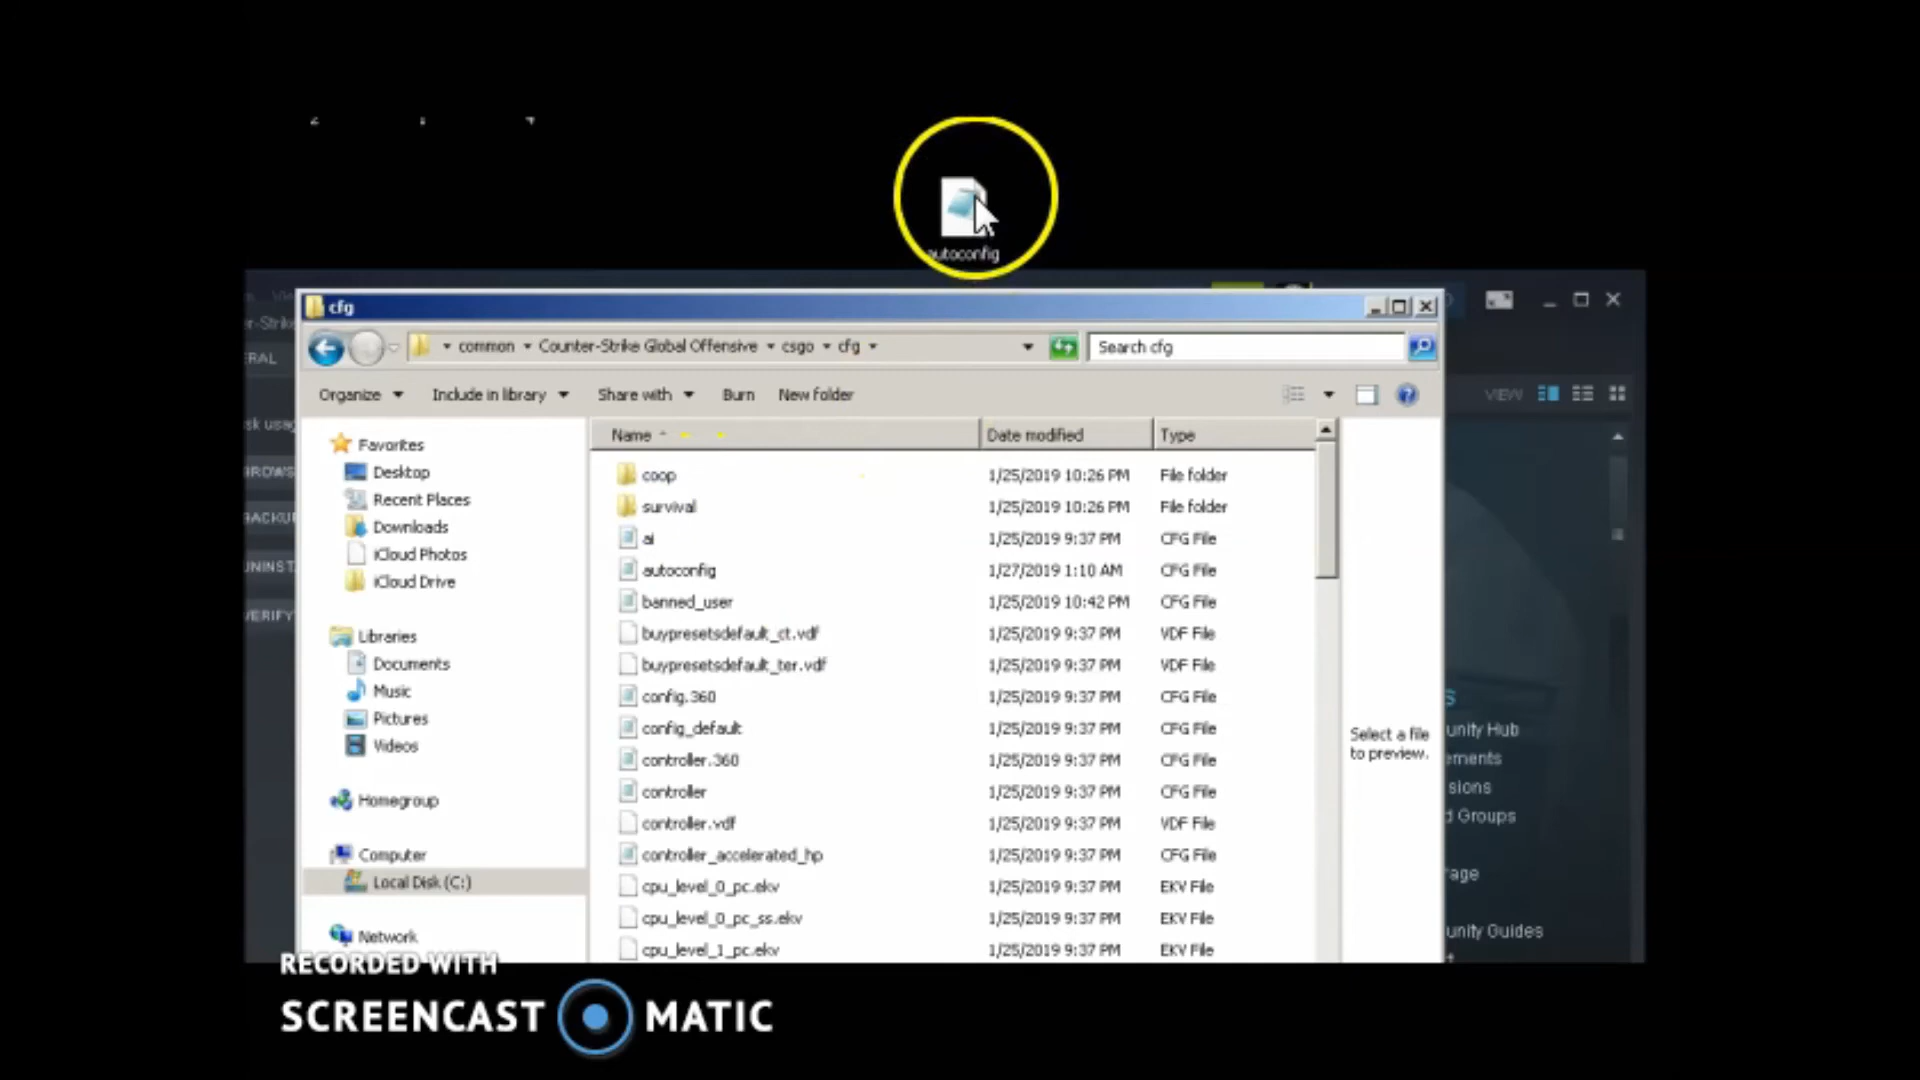 autoconfig
cfg
common Counter-Strike Global Offensive csgo cfg
Search cfg
Organize Include in library Share with Burn New folder
VIEW
Name Date modified Type
Favorites
Desktop
Recent Places
Downloads
iCloud Photos
iCloud Drive
Libraries
Documents
Music
Pictures
Videos
Homegroup
Computer
Local Disk (C:)
Network
coop 1/25/2019 10:26 PM File folder
survival 1/25/2019 10:26 PM File folder
ai 1/25/2019 9:37 PM CFG File
autoconfig 1/27/2019 1:10 AM CFG File
banned_user 1/25/2019 10:42 PM CFG File
buypresetsdefault_ct.vdf 1/25/2019 9:37 PM VDF File
buypresetsdefault_ter.vdf 1/25/2019 9:37 PM VDF File
config.360 1/25/2019 9:37 PM CFG File
config_default 1/25/2019 9:37 PM CFG File
controller.360 1/25/2019 9:37 PM CFG File
controller 1/25/2019 9:37 PM CFG File
controller.vdf 1/25/2019 9:37 PM VDF File
controller_accelerated_hp 1/25/2019 9:37 PM CFG File
cpu_level_0_pc.ekv 1/25/2019 9:37 PM EKV File
cpu_level_0_pc_ss.ekv 1/25/2019 9:37 PM EKV File
cpu_level_1_pc.ekv 1/25/2019 9:37 PM EKV File
Select a file
to preview.
unity Hub
ements
sions
d Groups
rage
unity Guides
RECORDED WITH
SCREENCAST MATIC